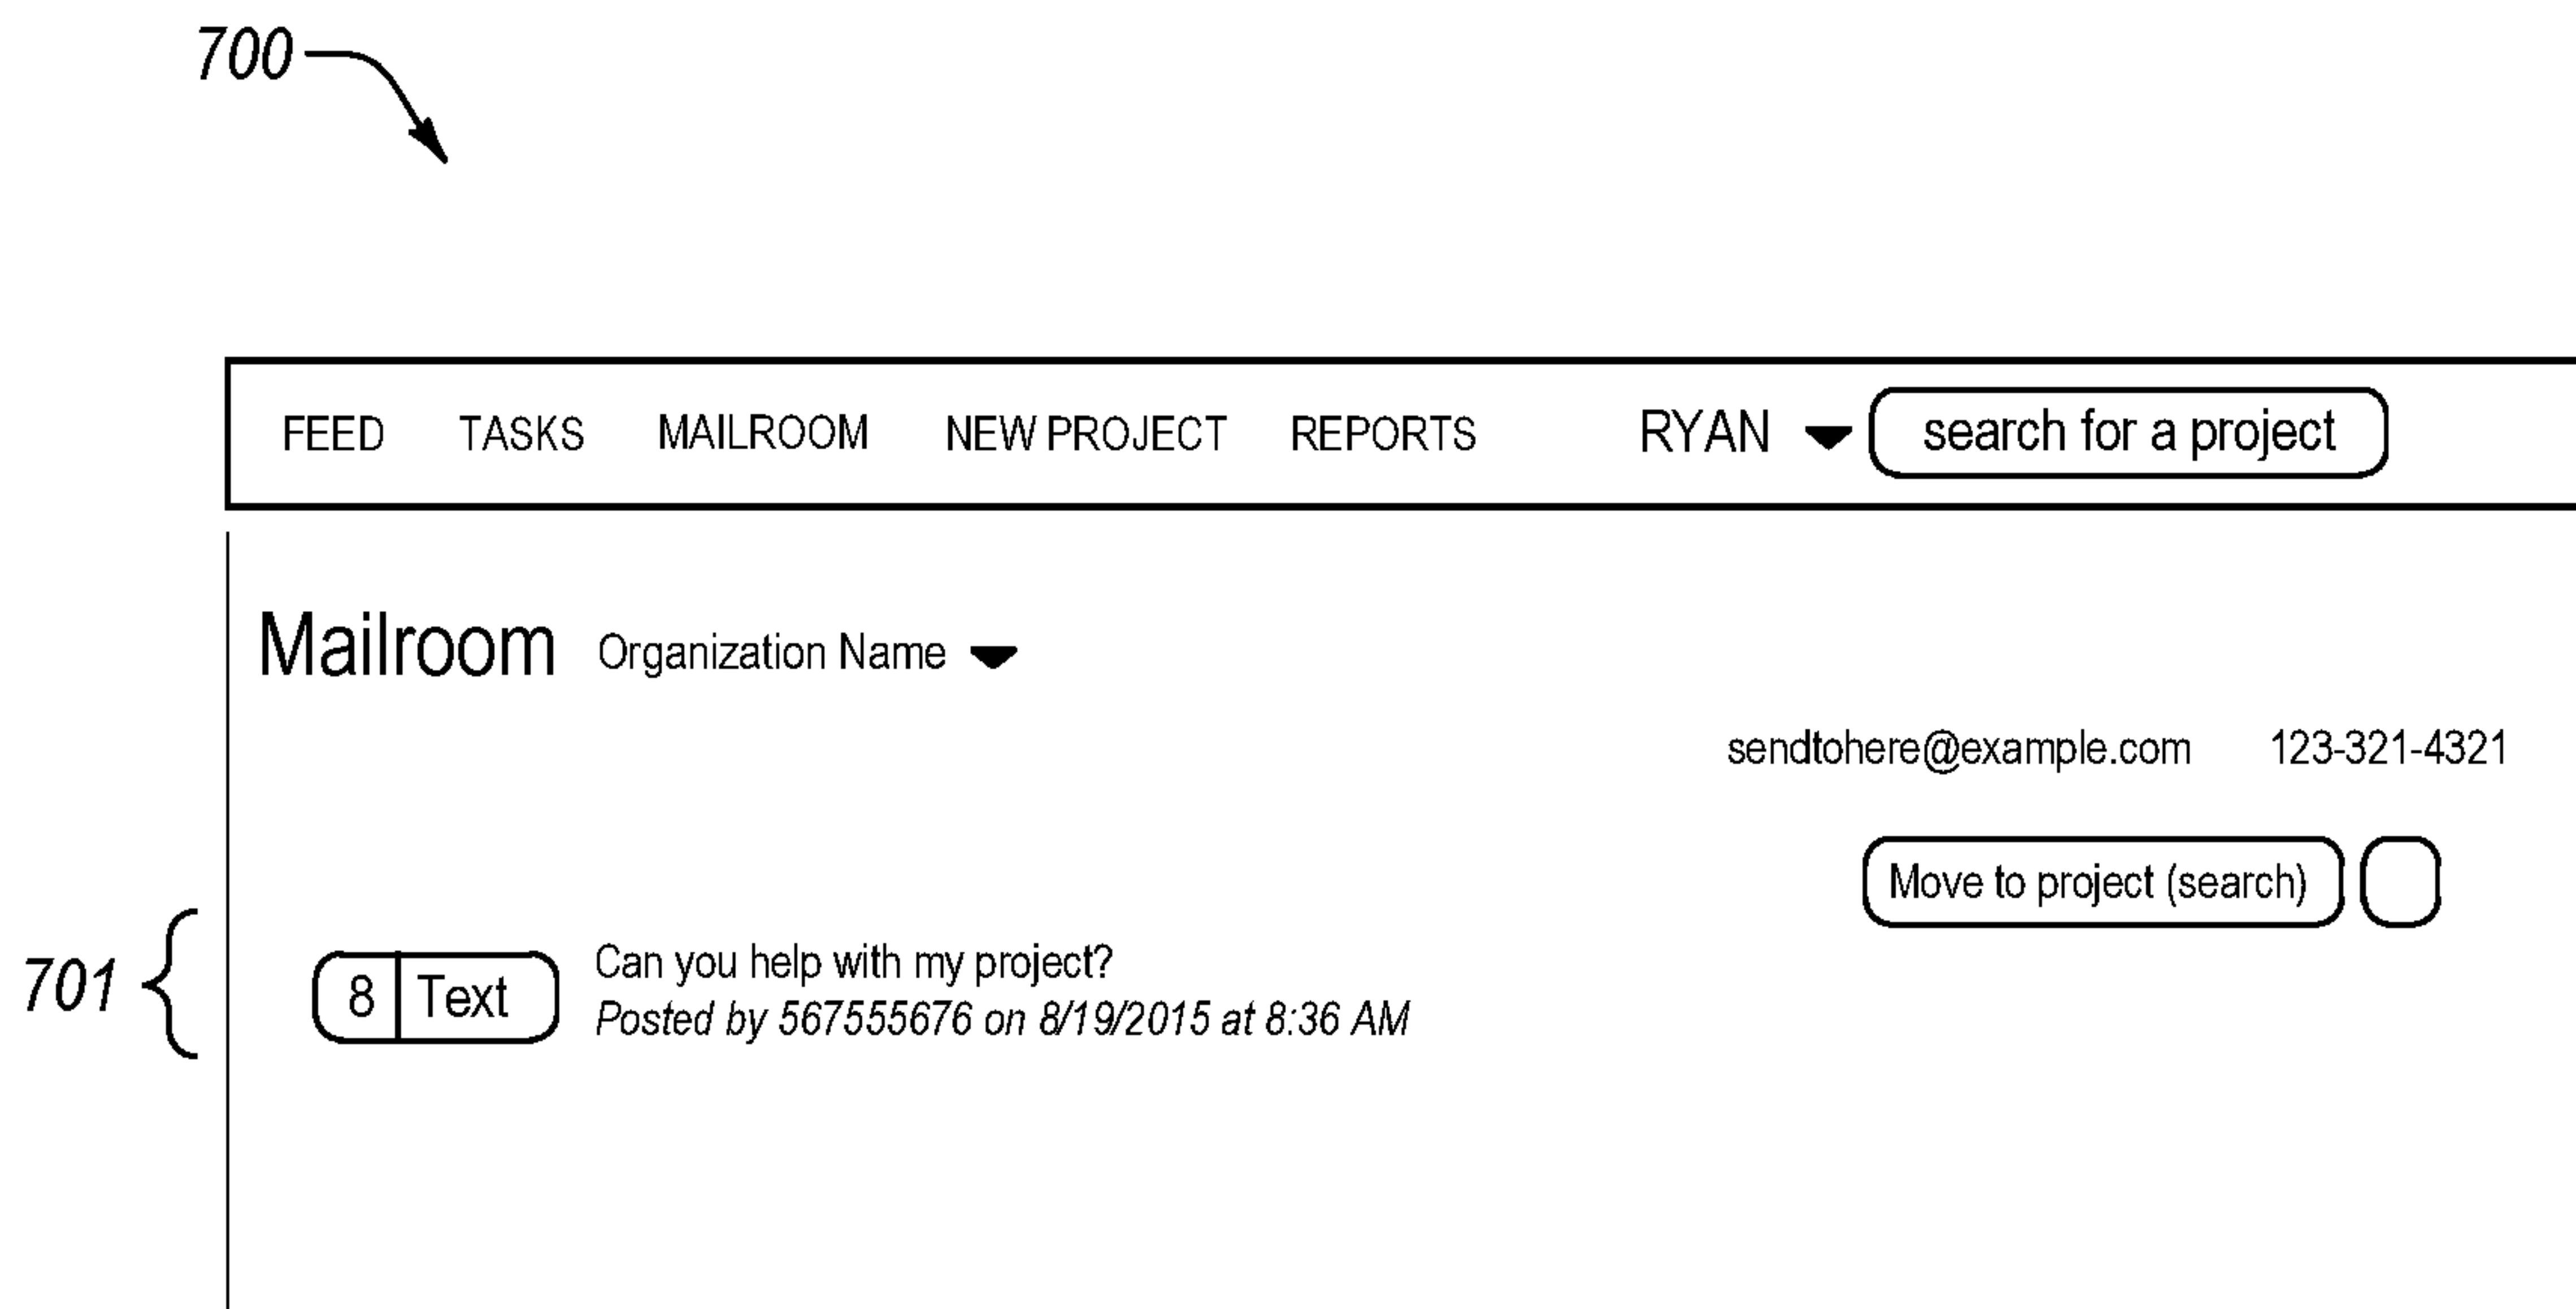 700
FEED TASKS MAILROOM NEW PROJECT REPORTS RYAN search for a project
Mailroom Organization Name
sendtohere@example.com 123-321-4321
Move to project (search)
701 8 Text Can you help with my project?
Posted by 567555676 on 8/19/2015 at 8:36 AM